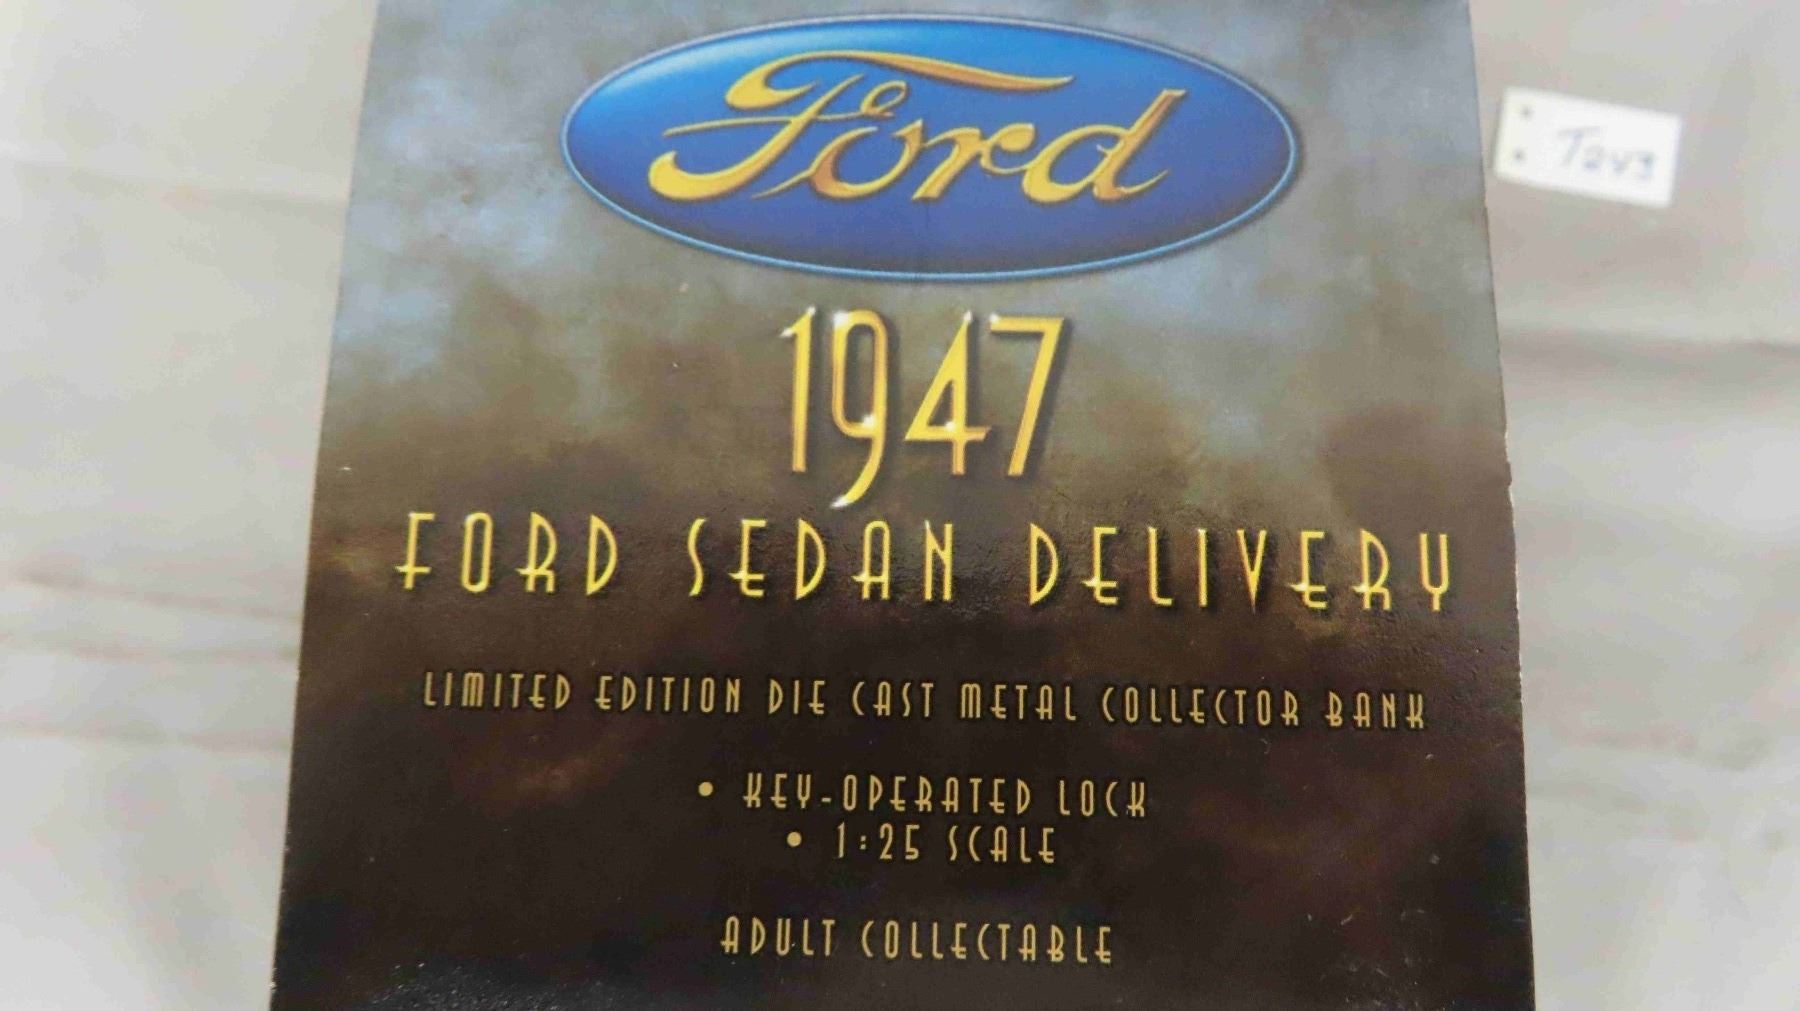 Ford
T243
1947
FORD SEDAN DELIVERY
LIMITED EDITION DIE CAST METAL COLLECTOR BANK
• KEY-OPERATED LOCK
• 1:25 SCALE
ADULT COLLECTABLE